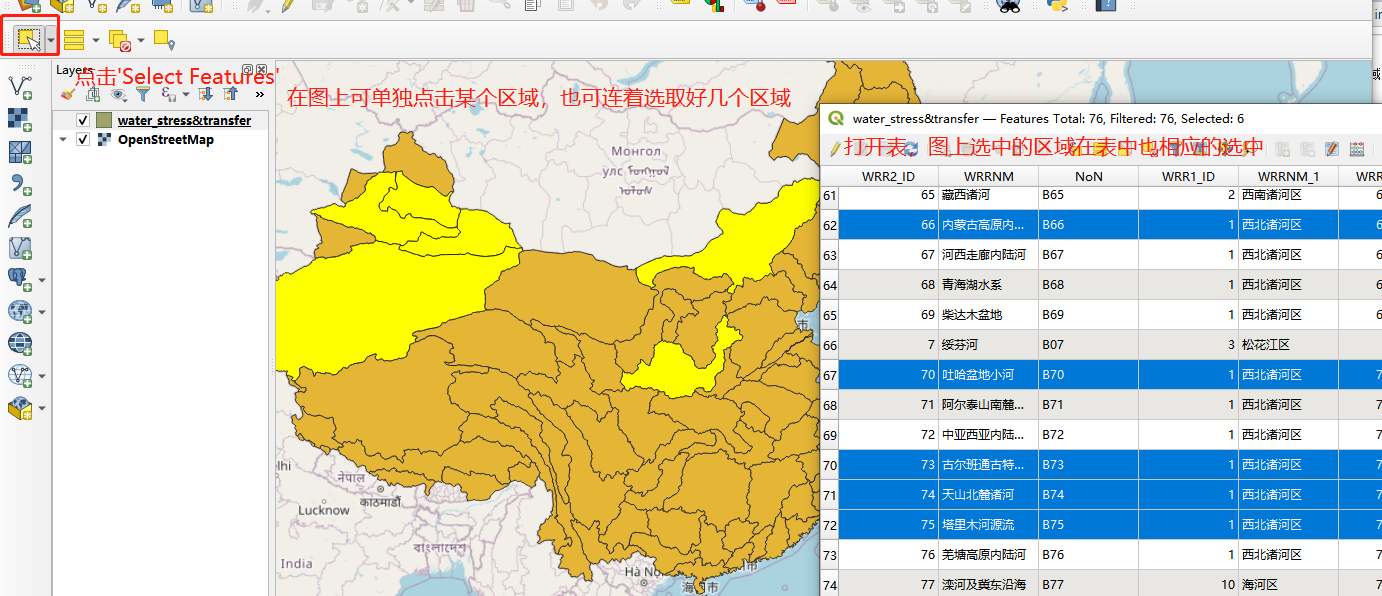 Layers
点击'Select Features'
在图上可单独点击某个区域，也可连着选取好几个区域
water_stress&transfer
OpenStreetMap
Монгол
улс
lhi
नेपाल
काठमाडौं
Lucknow
India
বাংলাদেশ
Hà Nộ
海口市
市
water_stress&transfer — Features Total: 76, Filtered: 76, Selected: 6
打开表，图上选中的区域在表中也相应的选中
WRR2_ID WRRNM NoN WRR1_ID WRRNM_1 WRR
61 65 藏西诸河 B65 2 西南诸河区 6
62 66 内蒙古高原内... B66 1 西北诸河区 6
63 67 河西走廊内陆河 B67 1 西北诸河区 6
64 68 青海湖水系 B68 1 西北诸河区 6
65 69 柴达木盆地 B69 1 西北诸河区 6
66 7 绥芬河 B07 3 松花江区
67 70 吐哈盆地小河 B70 1 西北诸河区 7
68 71 阿尔泰山南麓... B71 1 西北诸河区 7
69 72 中亚西亚内陆... B72 1 西北诸河区 7
70 73 古尔班通古特... B73 1 西北诸河区 7
71 74 天山北麓诸河 B74 1 西北诸河区 7
72 75 塔里木河源流 B75 1 西北诸河区 7
73 76 羌塘高原内陆河 B76 1 西北诸河区 7
74 77 滦河及冀东沿海 B77 10 海河区 7